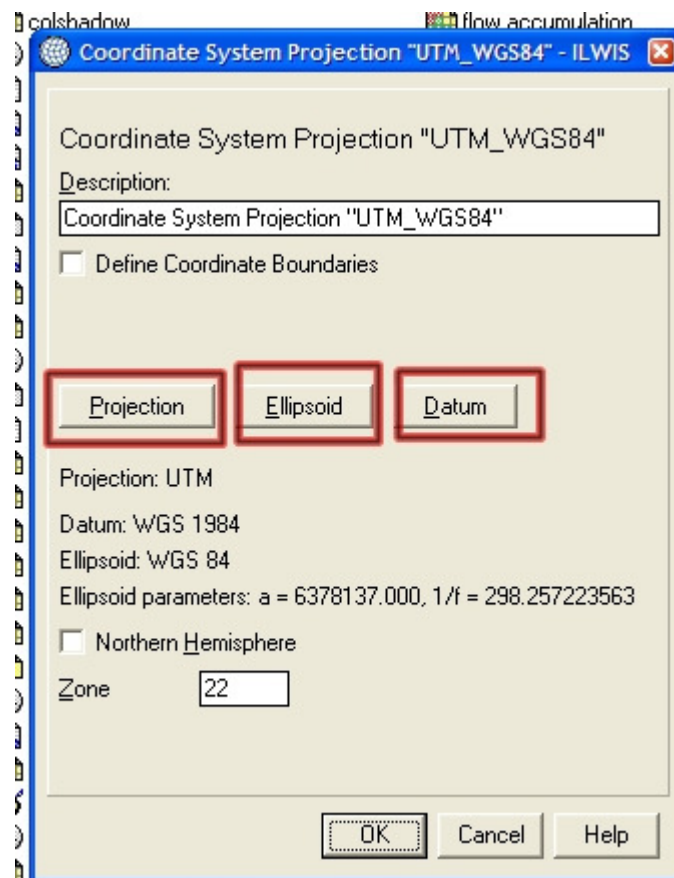 colshadow
flow accumulation
Coordinate System Projection "UTM_WGS84" - ILWIS
Coordinate System Projection "UTM_WGS84"
Description:
Coordinate System Projection "UTM_WGS84"
Define Coordinate Boundaries
Projection Ellipsoid Datum
Projection: UTM
Datum: WGS 1984
Ellipsoid: WGS 84
Ellipsoid parameters: a = 6378137.000, 1/f = 298.257223563
Northern Hemisphere
Zone 22
OK Cancel Help